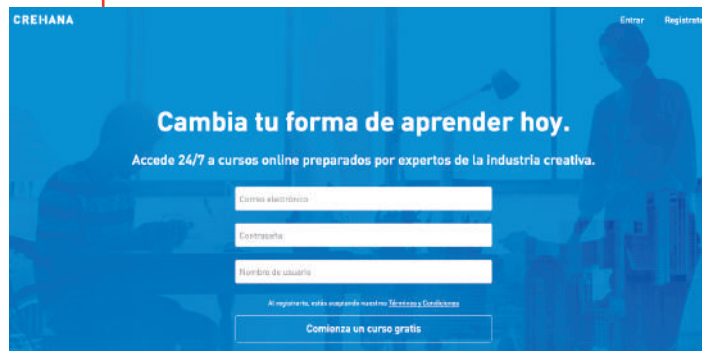 CREHANA
Entrar Registrate
Cambia tu forma de aprender hoy.
Accede 24/7 a cursos online preparados por expertos de la industria creativa.
Correo electrónico
Contraseña
Nombre de usuario
Al registrarte, estás aceptando nuestros Términos y Condiciones
Comienza un curso gratis